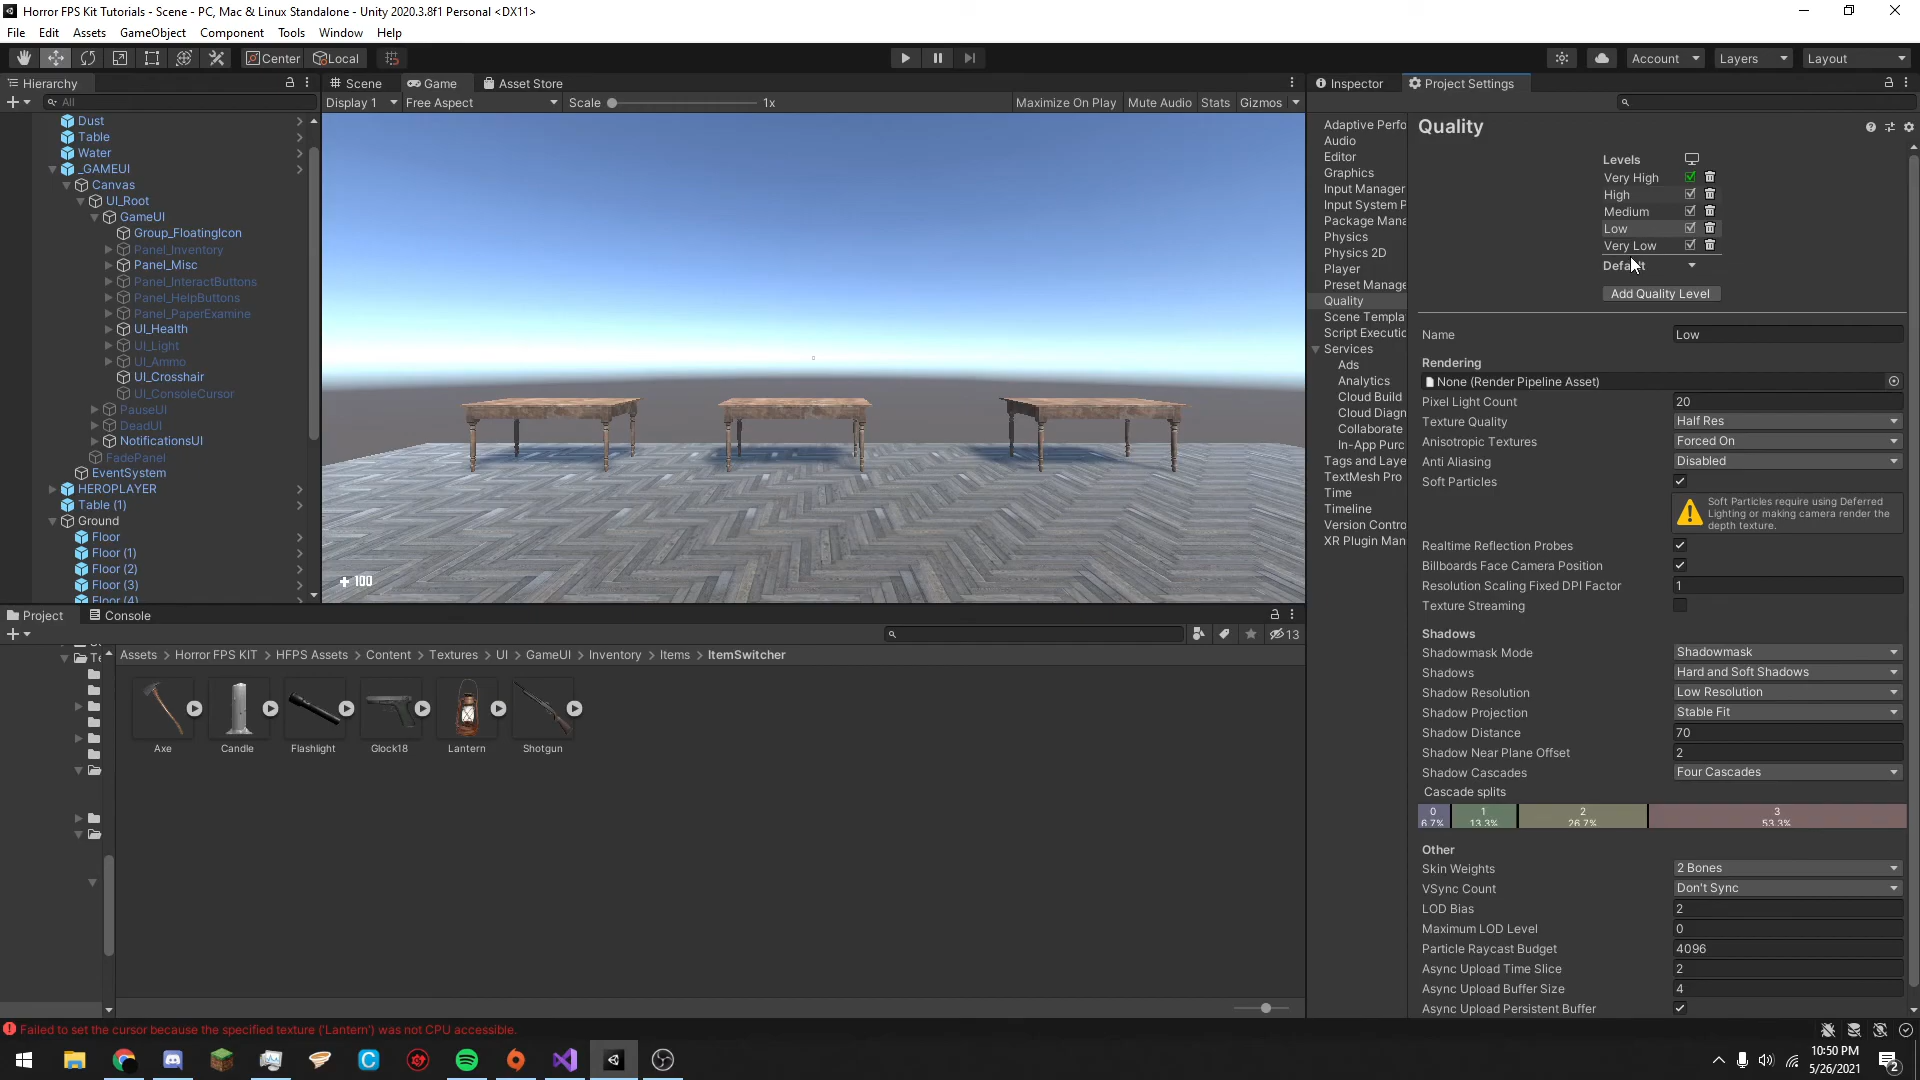 Horror FPS Kit Tutorials - Scene - PC, Mac & Linux Standalone - Unity 2020.3.8f1 Personal <DX11>
File Edit Assets GameObject Component Tools Window Help
Center Local Account Layers Layout
Hierarchy
All
Dust
Table
Water
_GAMEUI
Canvas
UI_Root
GameUI
Group_FloatingIcon
Panel_Inventory
Panel_Misc
Panel_InteractButtons
Panel_HelpButtons
Panel_PaperExamine
UI_Health
UI_Light
UI_Ammo
UI_Crosshair
UI_ConsoleCursor
PauseUI
DeadUI
NotificationsUI
FadePanel
EventSystem
HEROPLAYER
Table (1)
Ground
Floor
Floor (1)
Floor (2)
Floor (3)
Floor (4)
Scene Game Asset Store
Display 1 Free Aspect Scale 1x Maximize On Play Mute Audio Stats Gizmos
+ 100
Project Console
13
Assets > Horror FPS KIT > HFPS Assets > Content > Textures > UI > GameUI > Inventory > Items > ItemSwitcher
Te
Axe Candle Flashlight Glock18 Lantern Shotgun
Inspector Project Settings
Adaptive Perfo
Audio
Editor
Graphics
Input Manager
Input System P
Package Mana
Physics
Physics 2D
Player
Preset Manage
Quality
Scene Templa
Script Executic
Services
Ads
Analytics
Cloud Build
Cloud Diagn
Collaborate
In-App Purc
Tags and Laye
TextMesh Pro
Time
Timeline
Version Contro
XR Plugin Man
Quality
Levels
Very High
High
Medium
Low
Very Low
Default
Add Quality Level
Name Low
Rendering
None (Render Pipeline Asset)
Pixel Light Count 20
Texture Quality Half Res
Anisotropic Textures Forced On
Anti Aliasing Disabled
Soft Particles
Soft Particles require using Deferred
Lighting or making camera render the
depth texture.
Realtime Reflection Probes
Billboards Face Camera Position
Resolution Scaling Fixed DPI Factor 1
Texture Streaming
Shadows
Shadowmask Mode Shadowmask
Shadows Hard and Soft Shadows
Shadow Resolution Low Resolution
Shadow Projection Stable Fit
Shadow Distance 70
Shadow Near Plane Offset 2
Shadow Cascades Four Cascades
Cascade splits
0 1 2 3
6.7% 13.3% 26.7% 53.3%
Other
Skin Weights 2 Bones
VSync Count Don't Sync
LOD Bias 2
Maximum LOD Level 0
Particle Raycast Budget 4096
Async Upload Time Slice 2
Async Upload Buffer Size 4
Async Upload Persistent Buffer
Failed to set the cursor because the specified texture ('Lantern') was not CPU accessible.
10:50 PM
5/26/2021
2